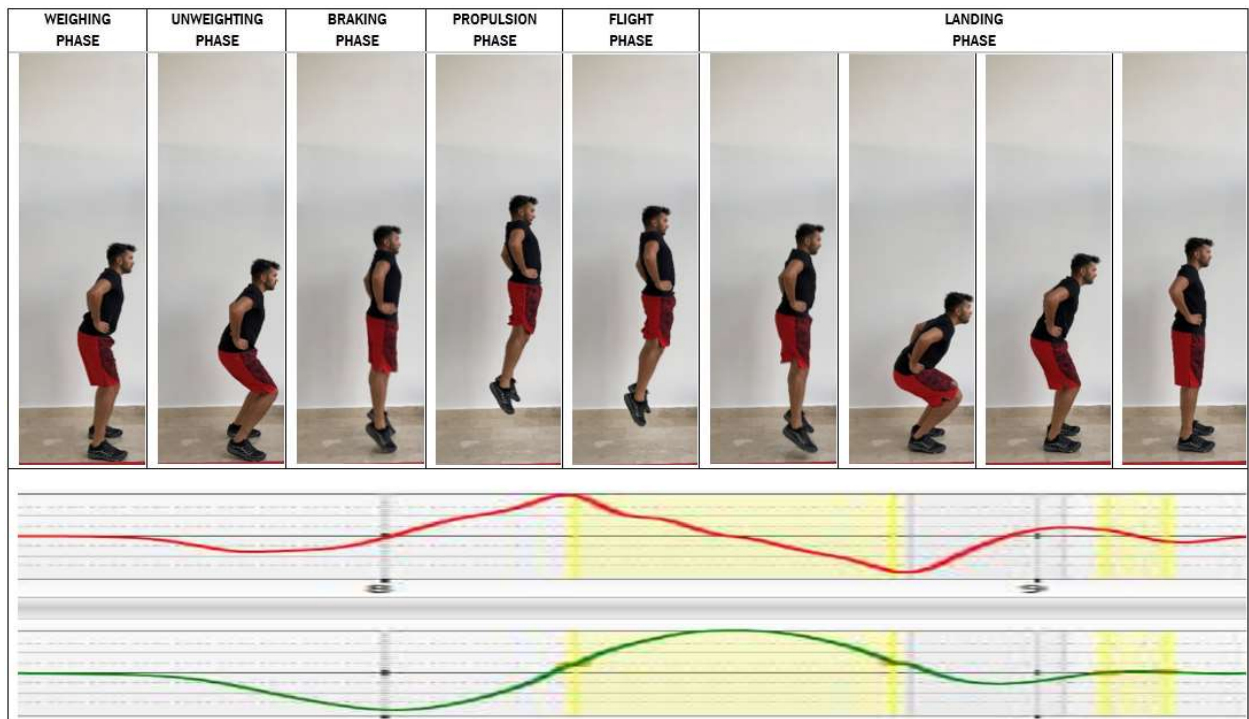 WEIGHING
PHASE
UNWEIGHTING
PHASE
BRAKING
PHASE
PROPULSION
PHASE
FLIGHT
PHASE
LANDING
PHASE